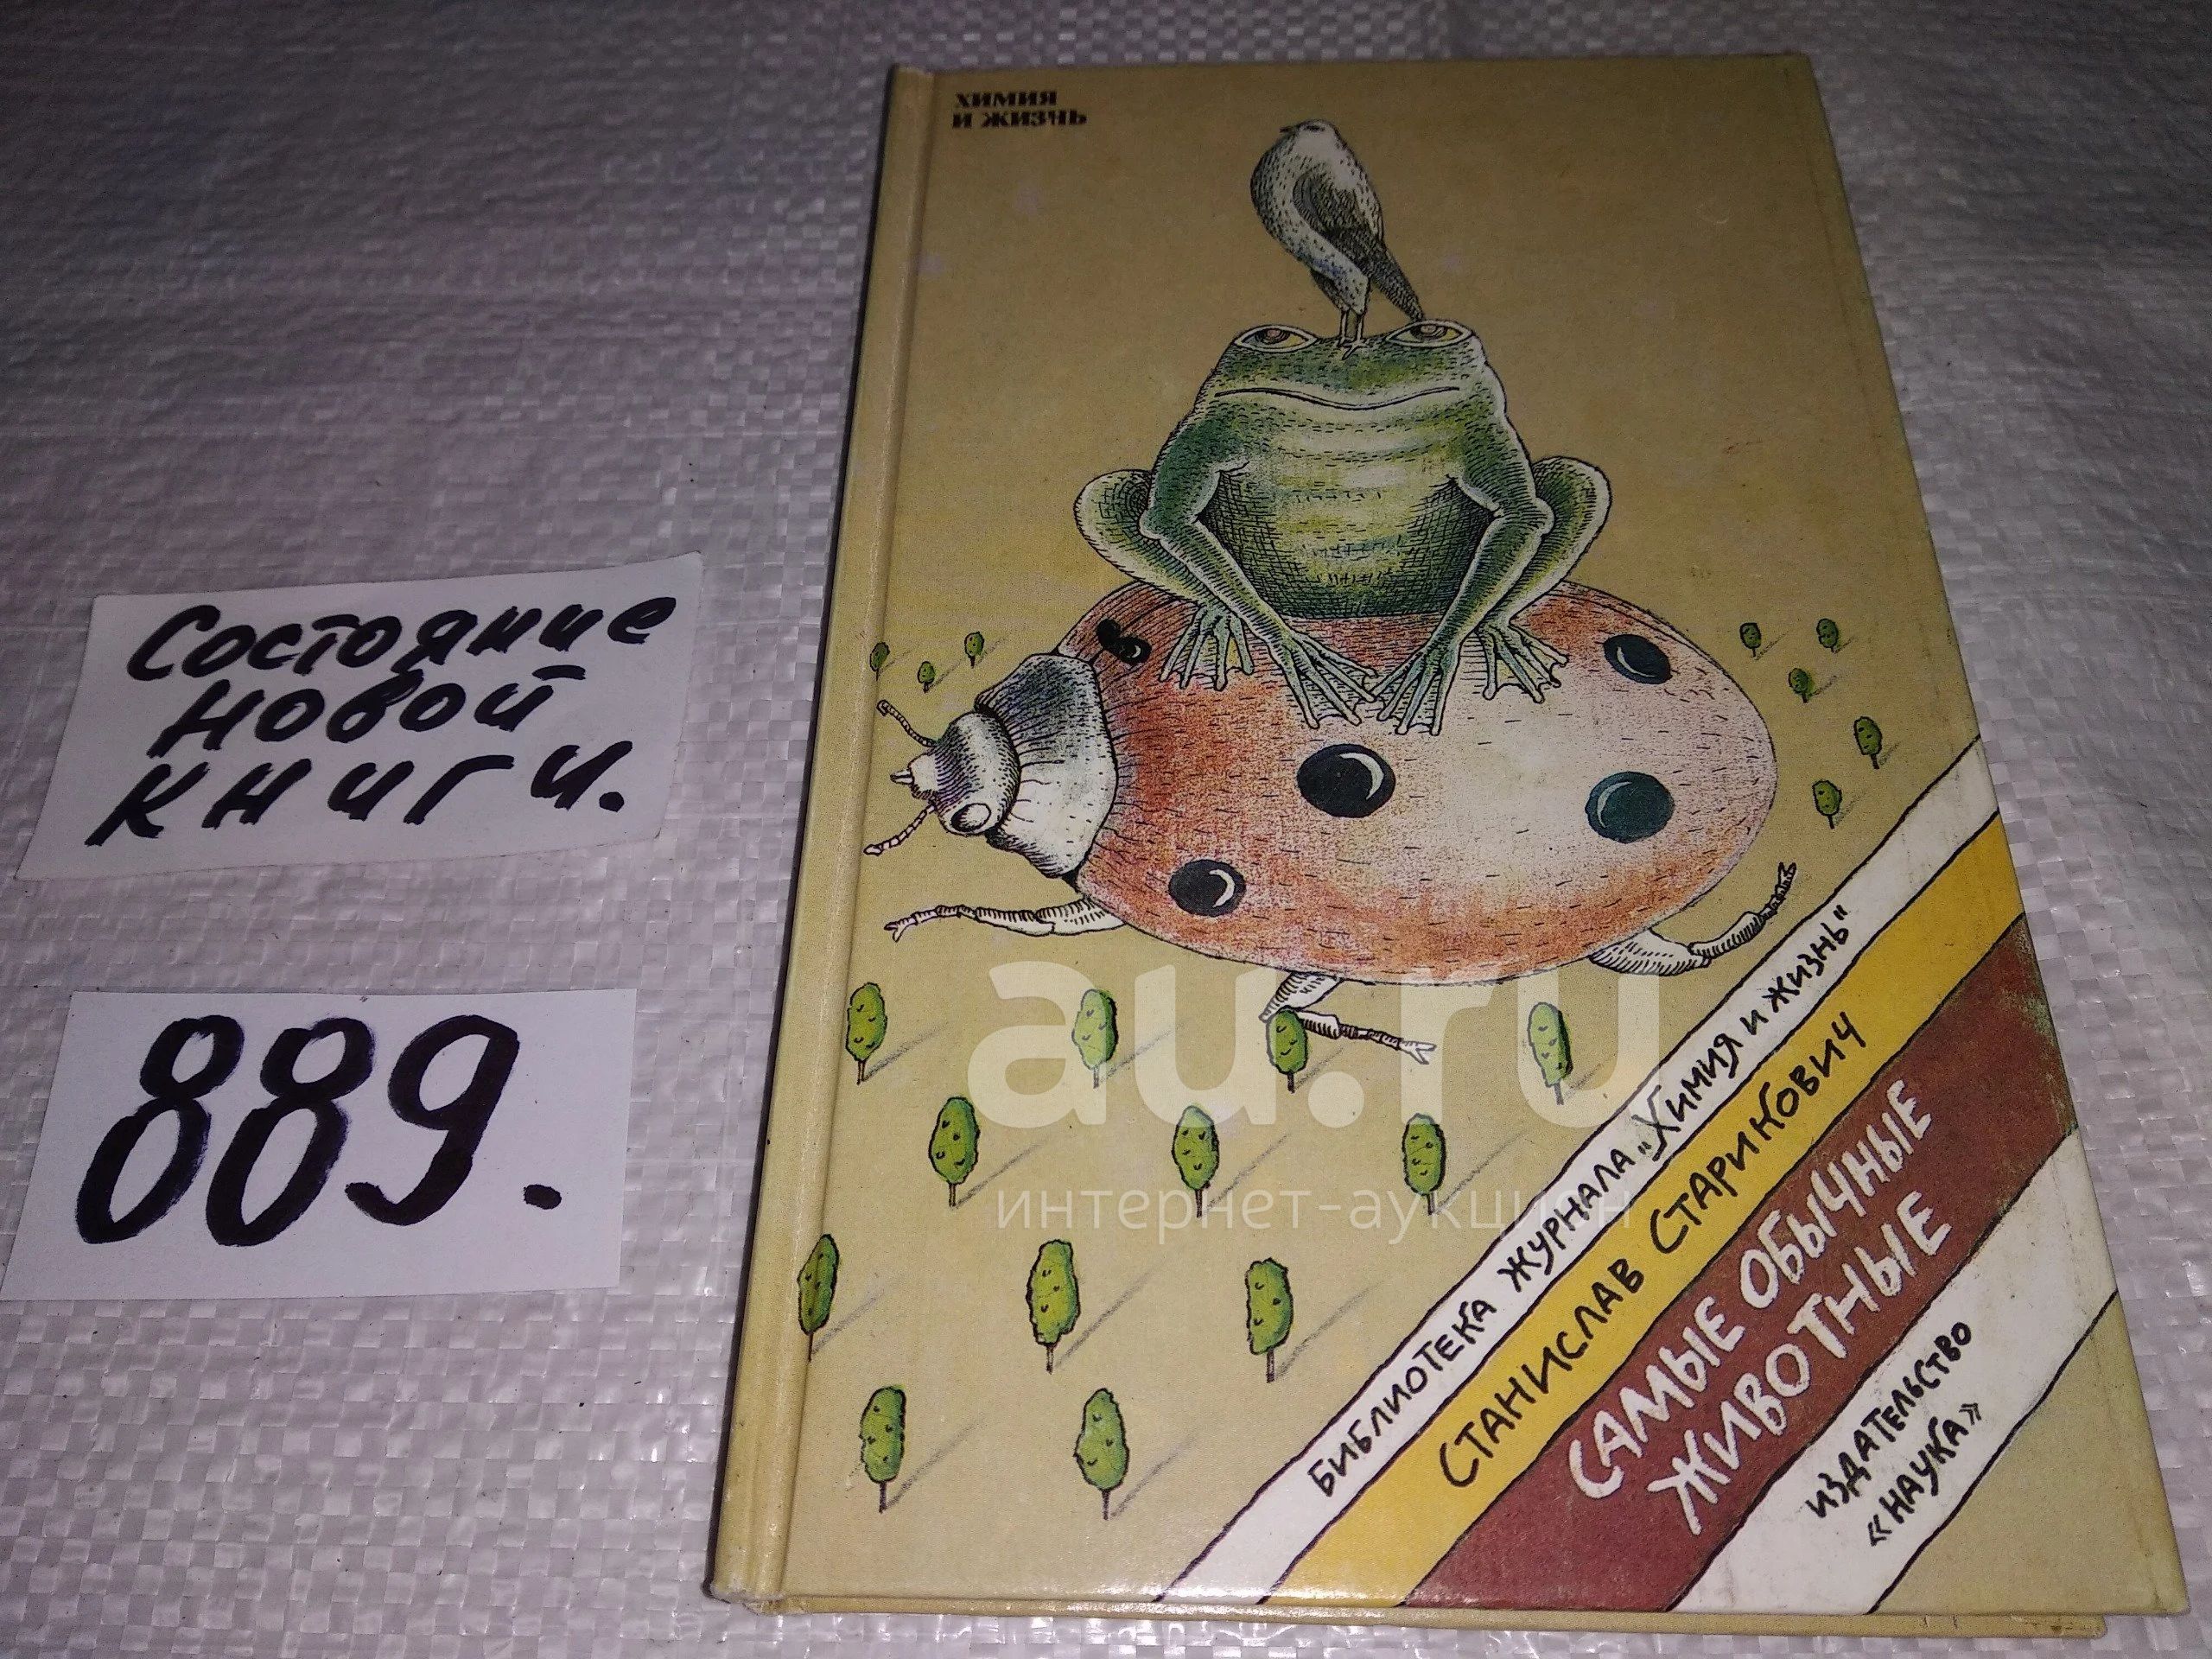 ХИМИЯ
И ЖИЗНЬ
Состояние
новой
книги.
889.
БИБЛИОТЕКА ЖУРНАЛА „ХИМИЯ И ЖИЗНЬ"
СТАНИСЛАВ СТАРИКОВИЧ
САМЫЕ ОБЫЧНЫЕ
ЖИВОТНЫЕ
ИЗДАТЕЛЬСТВО
«НАУКА»
au.ru
интернет-аукцион